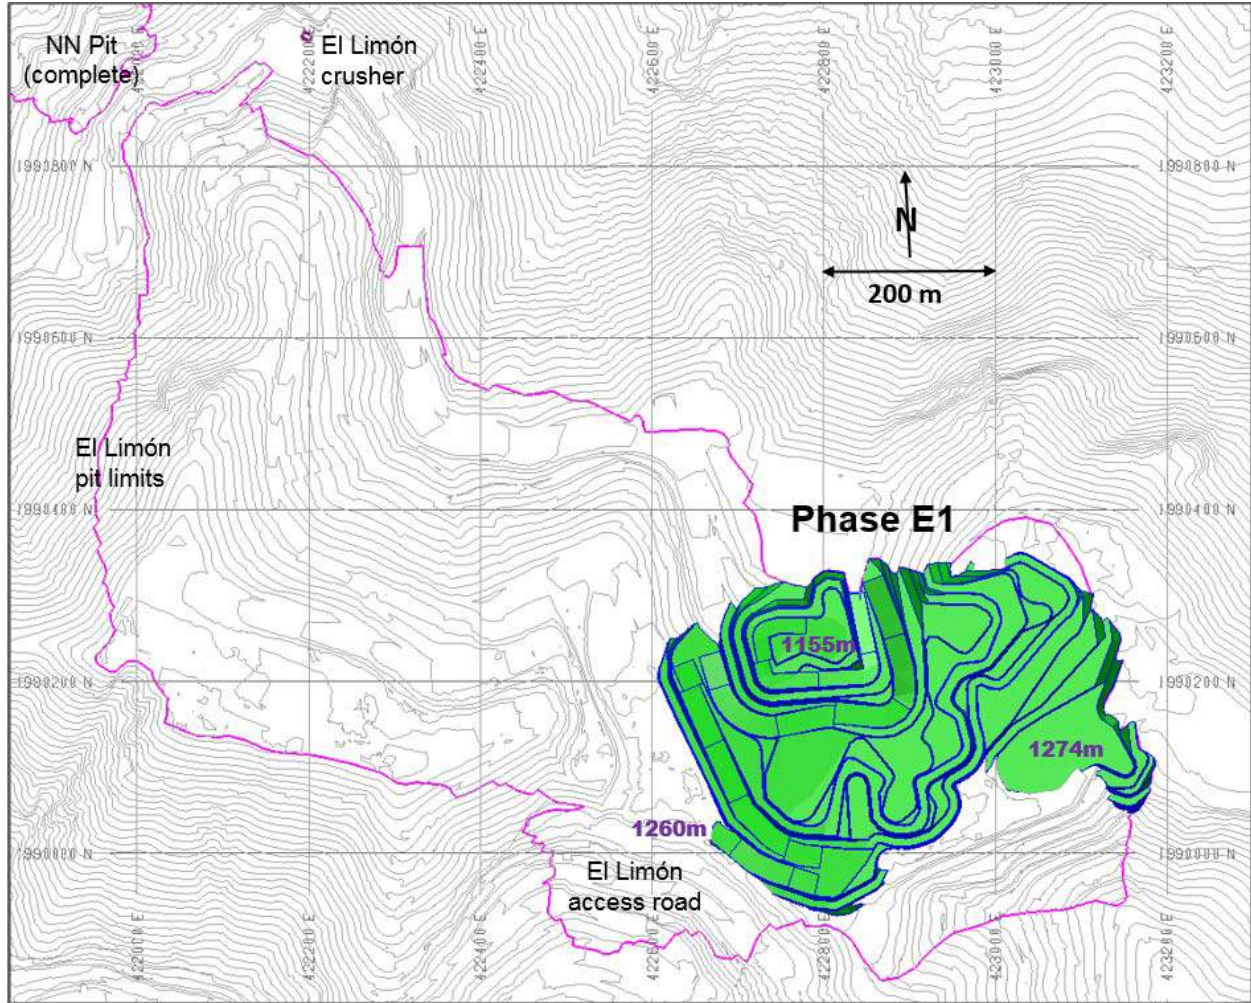 NN Pit
(complete)
El Limón
crusher
422000 E
422200 E
422400 E
422600 E
422800 E
423000 E
423200 E
1990800 N
1990800 N
N
200 m
1990600 N
1990600 N
El Limón
pit limits
1990400 N
1990400 N
Phase E1
1155m
1990200 N
1990200 N
1274m
1260m
1990000 N
1990000 N
El Limón
access road
422000 E
422200 E
422400 E
422600 E
422800 E
423000 E
423200 E